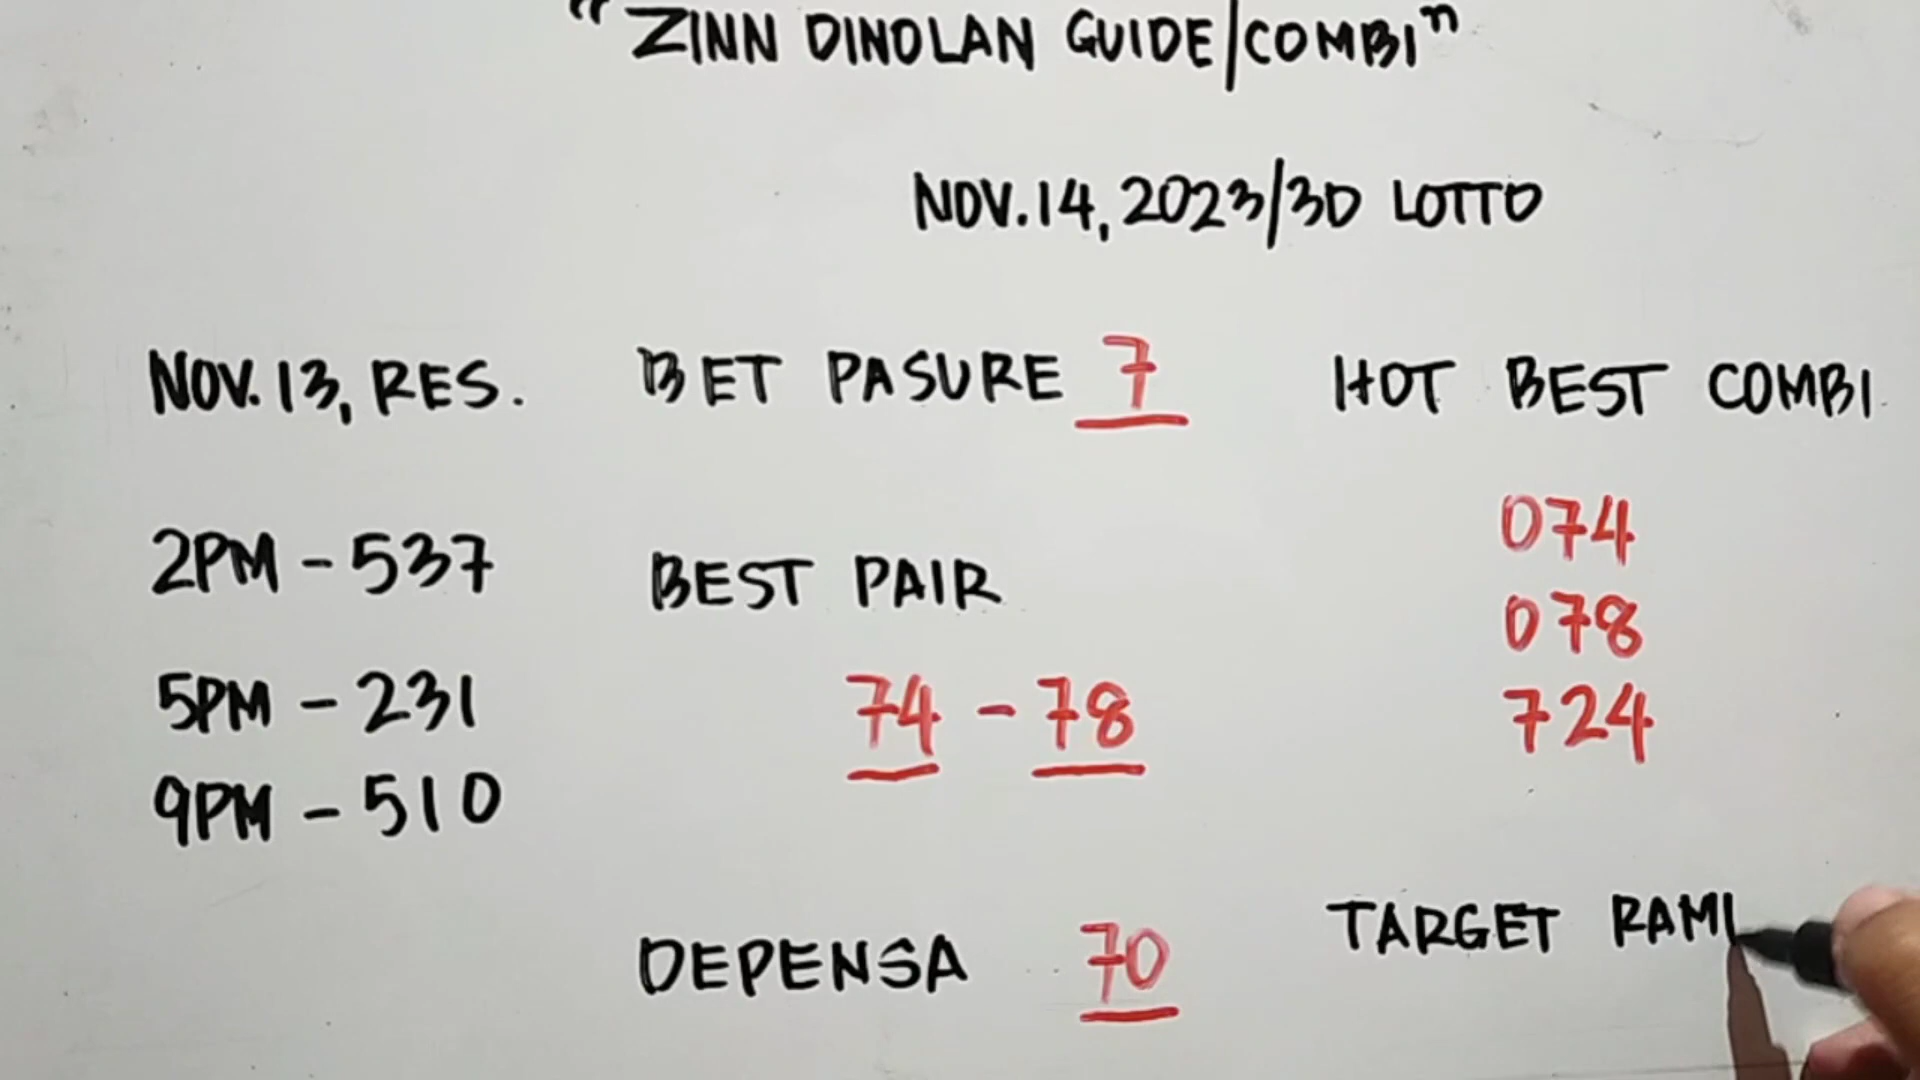 "ZINN DINOLAN GUIDE/COMBI"
NOV.14,2023/3D LOTTO
NOV.13, RES.
2PM - 537
5PM - 231
9PM - 510
BET PASURE 7
BEST PAIR
74 - 78
DEPENSA 70
HOT BEST COMBI
074
078
724
TARGET RAMI